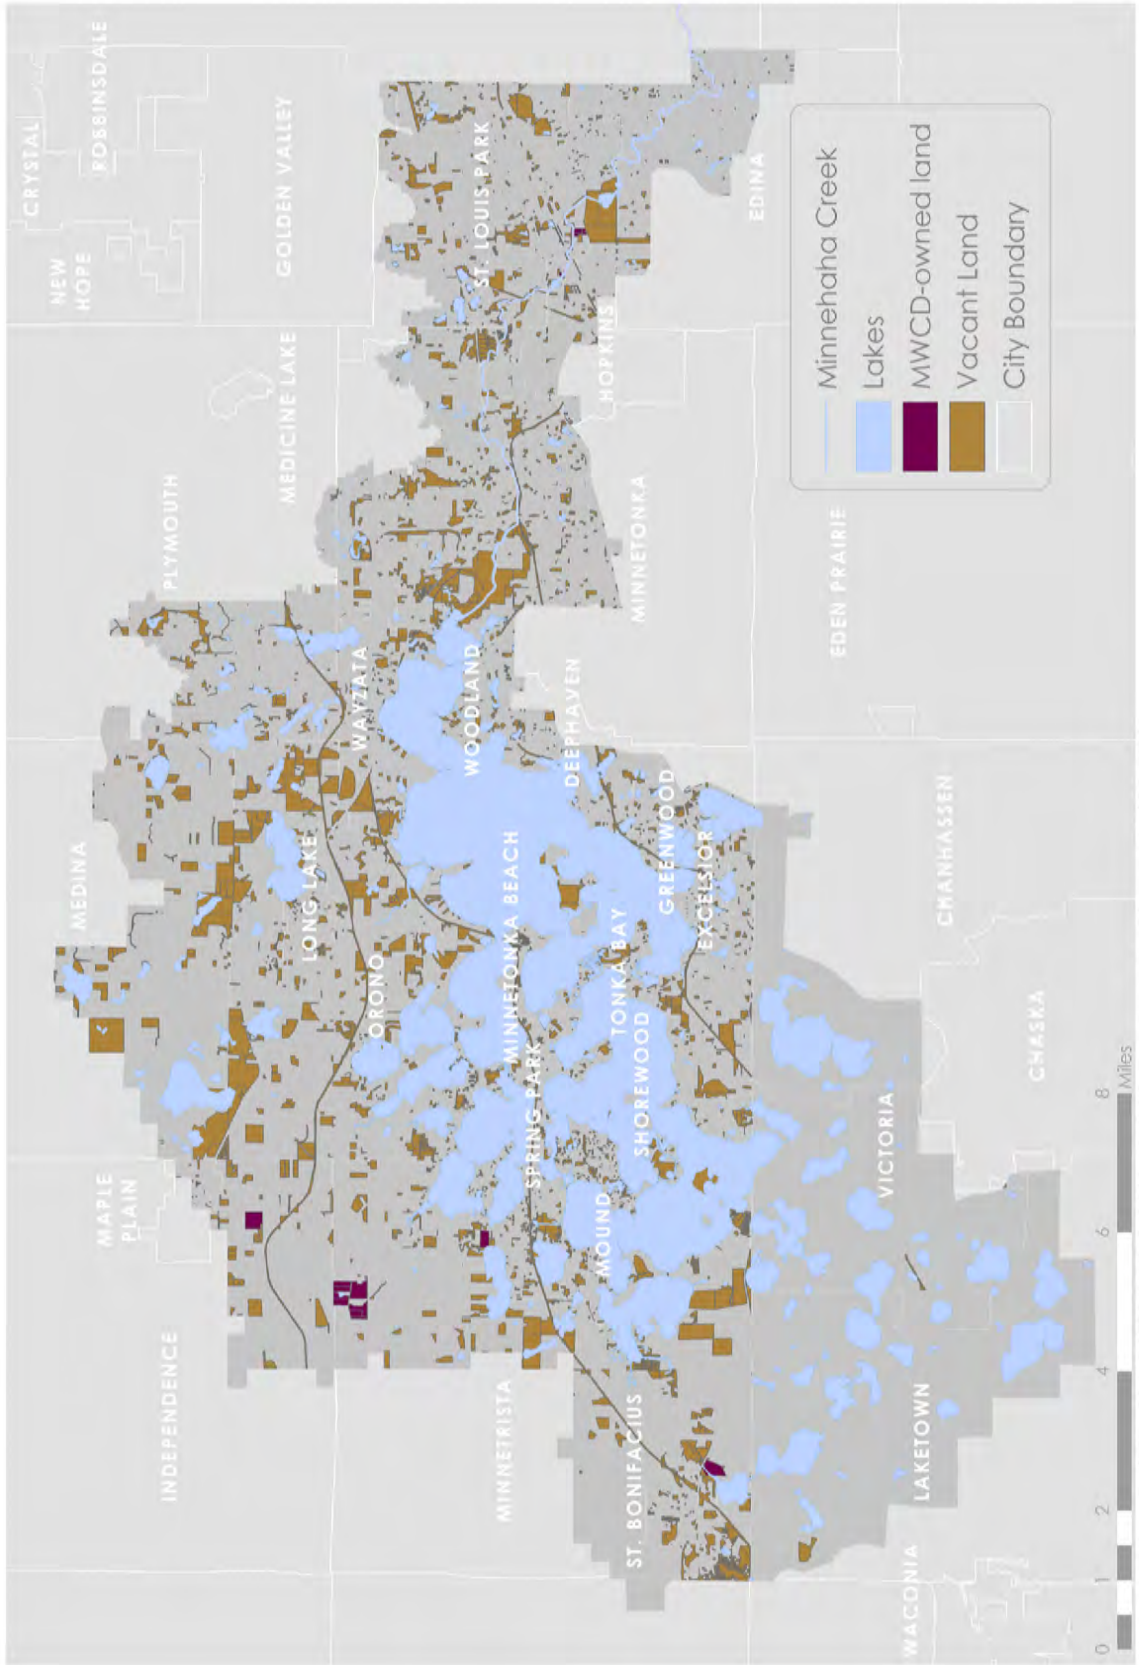 CRYSTAL
ROBBINSDALE
NEW
HOPE
GOLDEN VALLEY
MEDICINE LAKE
PLYMOUTH
MEDINA
MAPLE
PLAIN
INDEPENDENCE
ST. LOUIS PARK
HOPKINS
EDINA
MINNETONKA
WAYZATA
WOODLAND
DEEPHAVEN
EDEN PRAIRIE
LONG LAKE
ORONO
MINNETONKA BEACH
GREENWOOD
EXCELSIOR
TONKA BAY
SHOREWOOD
SPRING PARK
MOUND
MINNETRISTA
ST. BONIFACIUS
CHANHASSEN
CHASKA
VICTORIA
LAKETOWN
WACONIA
Minnehaha Creek
Lakes
MWCD-owned land
Vacant Land
City Boundary
0 1 2 4 6 8
Miles